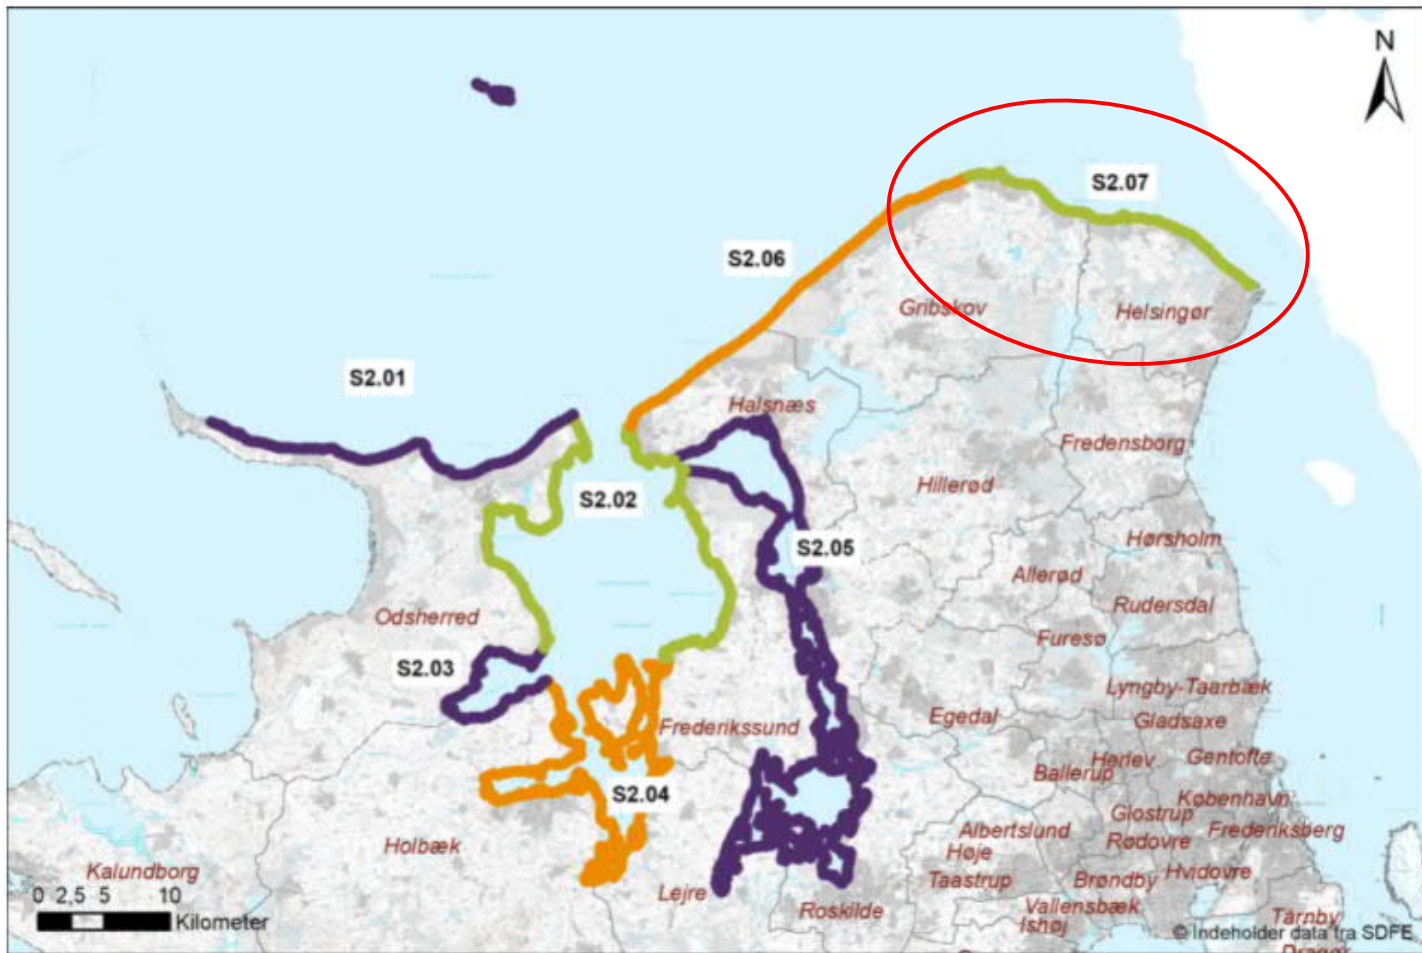 N
S2.07
S2.06
Gribskov
Helsingør
S2.01
Halsnæs
Fredensborg
Hillerød
S2.02
Hørsholm
S2.05
Allerød
Rudersdal
Odsherred
Furesø
S2.03
Lyngby-Taarbæk
Egedal
Gladsaxe
Frederikssund
Herlev
Gentofte
Ballerup
S2.04
København
Glostrup
Albertslund
Rødovre
Frederiksberg
Holbæk
Høje
Taastrup
Brøndby
Hvidovre
Kalundborg
Lejre
Roskilde
Vallensbæk
Ishøj
Tårnby
0 2,5 5 10
Kilometer
© Indeholder data fra SDFE